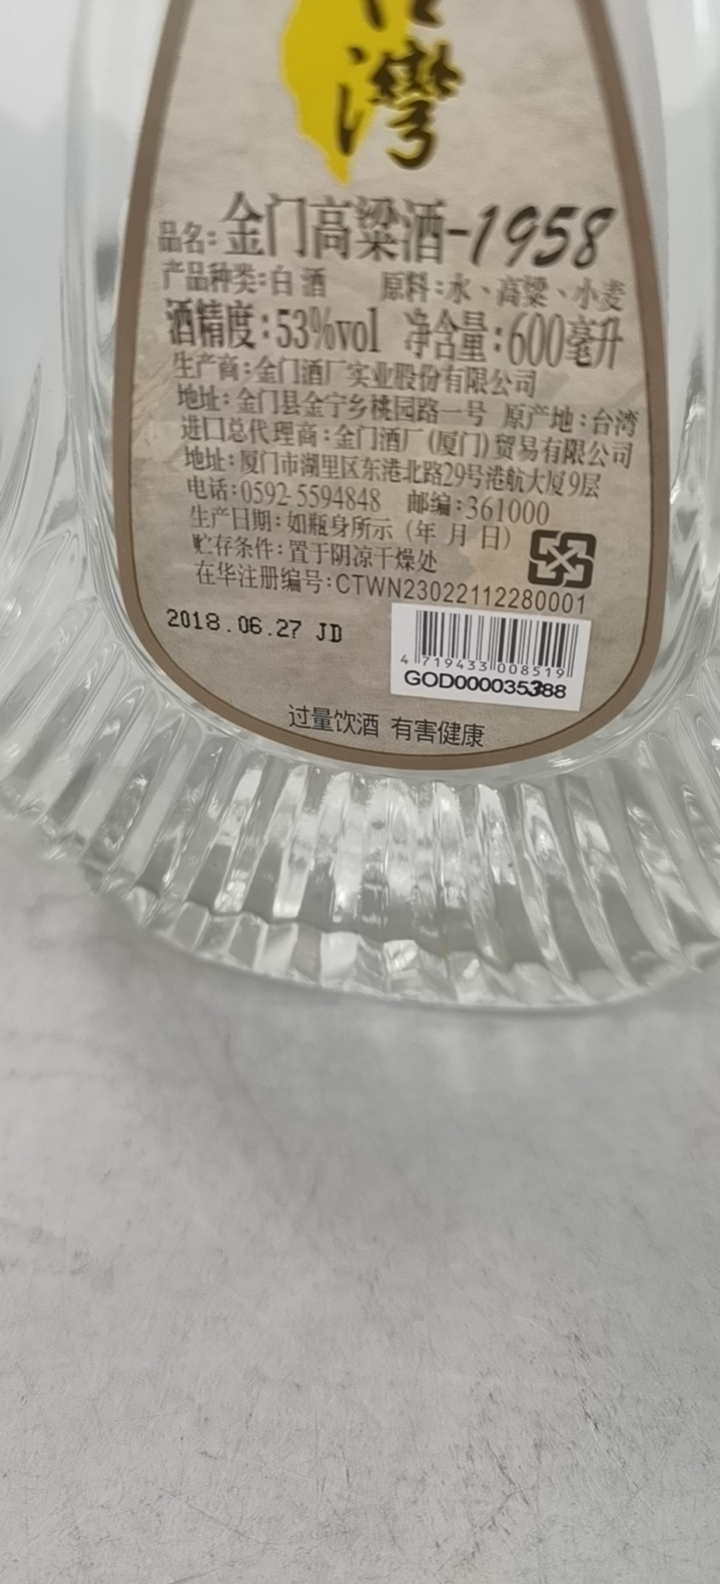 灣
品名:金门高粱酒-1958
产品种类:白酒 原料:水、高粱、小麦
酒精度:53%vol 净含量:600毫升
生产商:金门酒厂实业股份有限公司
地址:金门县金宁乡桃园路一号 原产地:台湾
进口总代理商:金门酒厂(厦门)贸易有限公司
地址:厦门市湖里区东港北路29号港航大厦9层
电话:0592-5594848 邮编:361000
生产日期:如瓶身所示(年 月 日)
贮存条件:置于阴凉干燥处
在华注册编号:CTWN23022112280001
2018.06.27 JD
4 719433 008519
GOD000035388
过量饮酒 有害健康